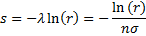 s = −λ ln(r) = − ln (r) / nσ